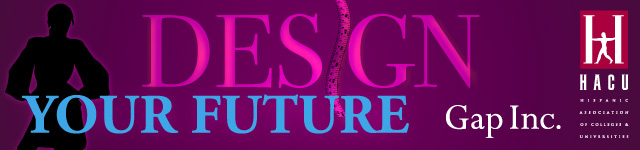 DESIGN
YOUR FUTURE
Gap Inc.
H
HACU
HISPANIC
ASSOCIATION
OF COLLEGES &
UNIVERSITIES